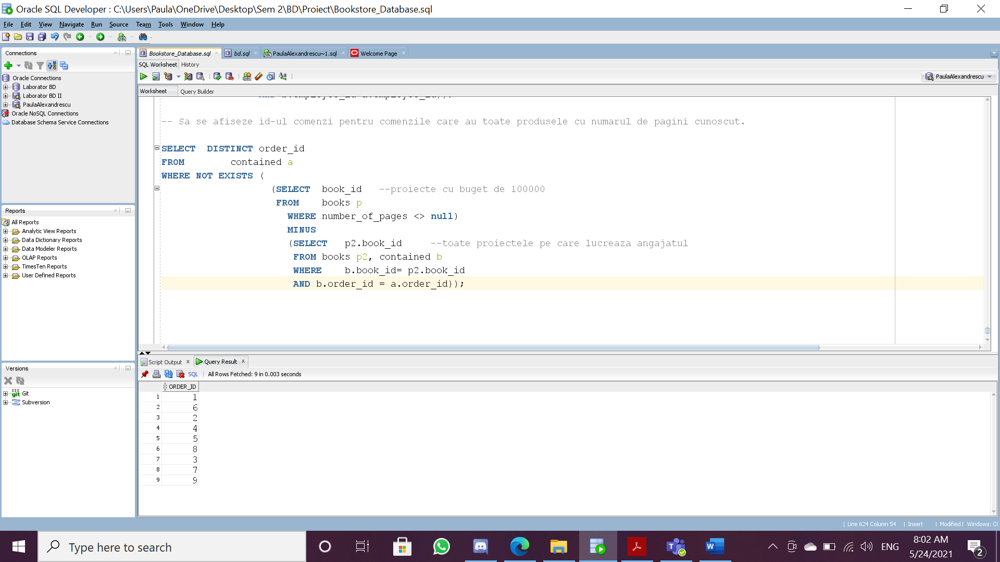 Oracle SQL Developer : C:\Users\Paula\OneDrive\Desktop\Sem 2\BD\Proiect\Bookstore_Database.sql
File Edit View Navigate Run Source Team Tools Window Help
Connections
Oracle Connections
Laborator BD
Laborator BD II
PaulaAlexandrescu
Oracle NoSQL Connections
Database Schema Service Connections
Reports
All Reports
Analytic View Reports
Data Dictionary Reports
Data Modeler Reports
OLAP Reports
TimesTen Reports
User Defined Reports
Versions
Git
Subversion
Bookstore_Database.sql bd.sql PaulaAlexandrescu~1.sql Welcome Page
SQL Worksheet History
PaulaAlexandrescu
Worksheet Query Builder
-- Sa se afiseze id-ul comenzi pentru comenzile care au toate produsele cu numarul de pagini cunoscut.
SELECT DISTINCT order_id
FROM contained a
WHERE NOT EXISTS (
(SELECT book_id --proiecte cu buget de 100000
FROM books p
WHERE number_of_pages <> null)
MINUS
(SELECT p2.book_id --toate proiectele pe care lucreaza angajatul
FROM books p2, contained b
WHERE b.book_id= p2.book_id
AND b.order_id = a.order_id));
Script Output Query Result
SQL | All Rows Fetched: 9 in 0.003 seconds
ORDER_ID
1 1
2 6
3 2
4 4
5 5
6 8
7 3
8 7
9 9
| Line 624 Column 54 | Insert | Modified | Windows: Cl
Type here to search
ENG
8:02 AM
5/24/2021
2